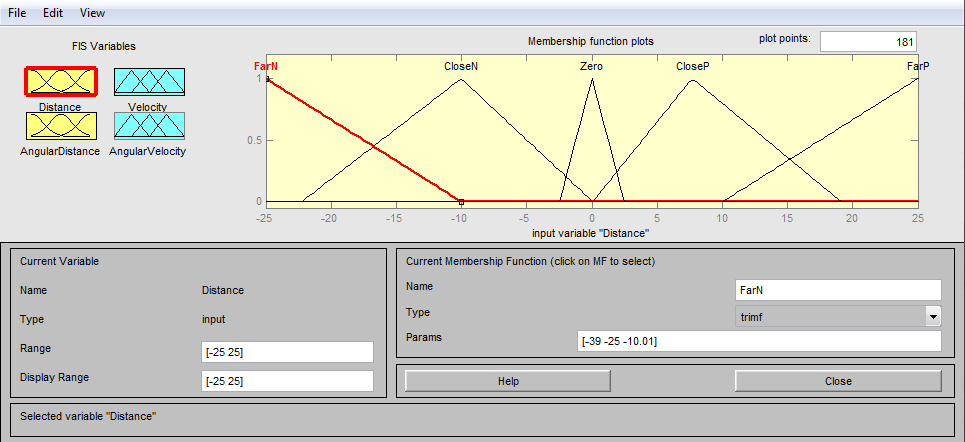 File Edit View
FIS Variables
Distance Velocity
AngularDistance AngularVelocity
Membership function plots
plot points: 181
FarN CloseN Zero CloseP FarP
1
0.5
0
-25 -20 -15 -10 -5 0 5 10 15 20 25
input variable "Distance"
Current Variable
Name Distance
Type input
Range [-25 25]
Display Range [-25 25]
Current Membership Function (click on MF to select)
Name FarN
Type trimf
Params [-39 -25 -10.01]
Help Close
Selected variable "Distance"